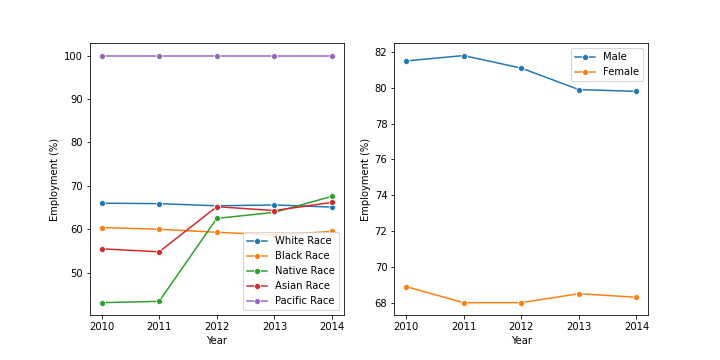 100
90
80
70
60
50
Employment (%)
2010 2011 2012 2013 2014
Year
White Race
Black Race
Native Race
Asian Race
Pacific Race
82
80
78
76
74
72
70
68
Employment (%)
2010 2011 2012 2013 2014
Year
Male
Female